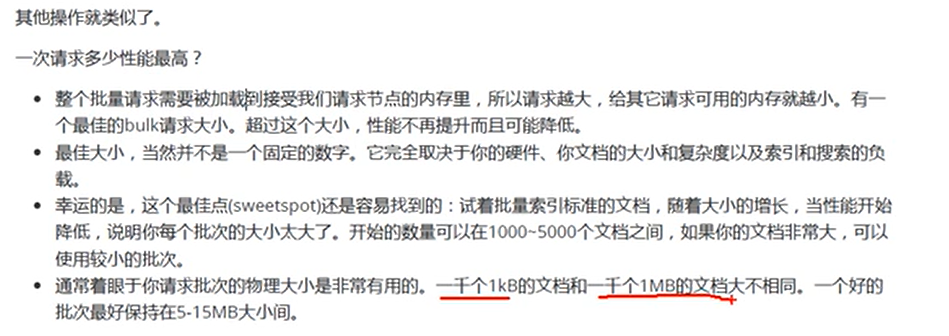 其他操作就类似了。
一次请求多少性能最高？
• 整个批量请求需要被加载到接受我们请求节点的内存里，所以请求越大，给其它请求可用的内存就越小。有一
个最佳的bulk请求大小。超过这个大小，性能不再提升而且可能降低。
• 最佳大小，当然并不是一个固定的数字。它完全取决于你的硬件、你文档的大小和复杂度以及索引和搜索的负
载。
• 幸运的是，这个最佳点(sweetspot)还是容易找到的：试着批量索引标准的文档，随着大小的增长，当性能开始
降低，说明你每个批次的大小太大了。开始的数量可以在1000~5000个文档之间，如果你的文档非常大，可以
使用较小的批次。
• 通常着眼于你请求批次的物理大小是非常有用的。一千个1kB的文档和一千个1MB的文档大不相同。一个好的
批次最好保持在5-15MB大小间。